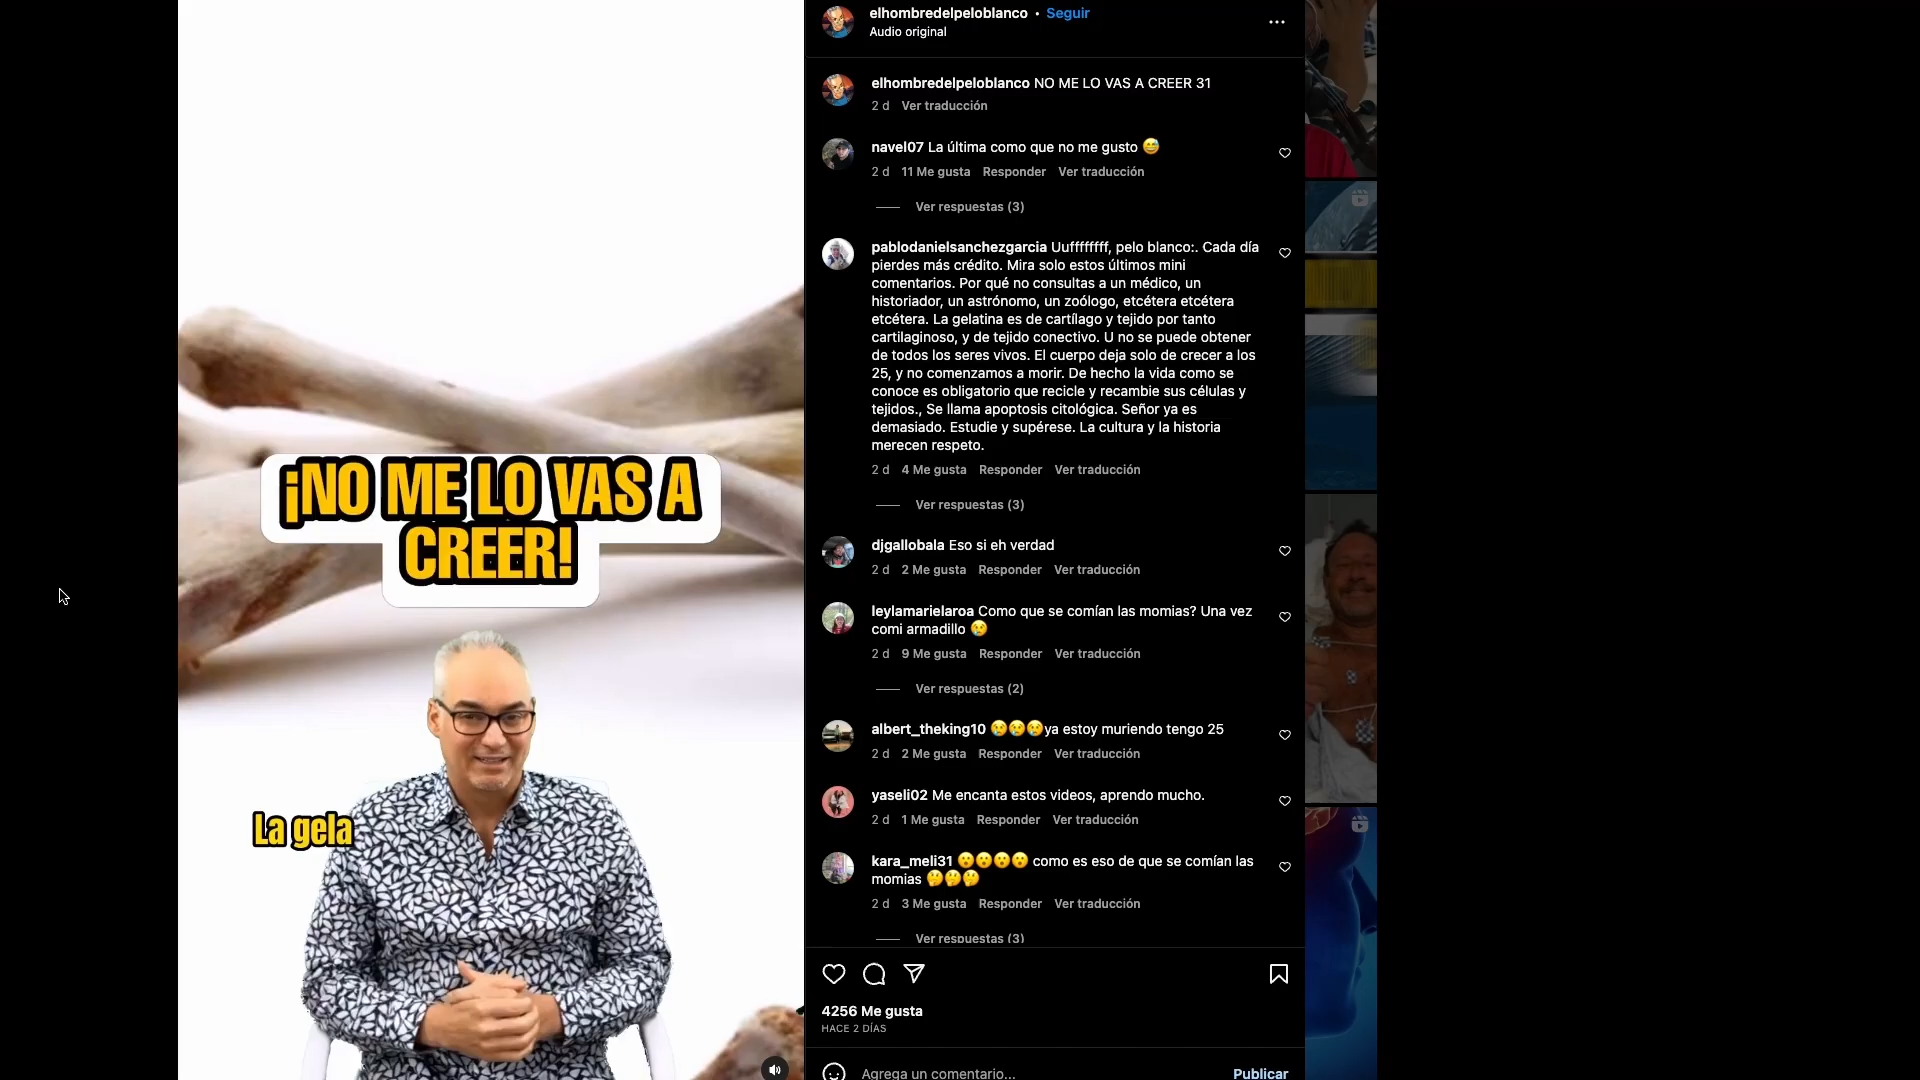 ¡NO ME LO VAS A
CREER!
La gela
elhombredelpeloblanco • Seguir
Audio original
elhombredelpeloblanco NO ME LO VAS A CREER 31
2 d Ver traducción
navel07 La última como que no me gusto 😅
2 d 11 Me gusta Responder Ver traducción
Ver respuestas (3)
pablodanielsanchezgarcia Uuffffffff, pelo blanco:. Cada día
pierdes más crédito. Mira solo estos últimos mini
comentarios. Por qué no consultas a un médico, un
historiador, un astrónomo, un zoólogo, etcétera etcétera
etcétera. La gelatina es de cartílago y tejido por tanto
cartilaginoso, y de tejido conectivo. U no se puede obtener
de todos los seres vivos. El cuerpo deja solo de crecer a los
25, y no comenzamos a morir. De hecho la vida como se
conoce es obligatorio que recicle y recambie sus células y
tejidos., Se llama apoptosis citológica. Señor ya es
demasiado. Estudie y supérese. La cultura y la historia
merecen respeto.
2 d 4 Me gusta Responder Ver traducción
Ver respuestas (3)
djgallobala Eso si eh verdad
2 d 2 Me gusta Responder Ver traducción
leylamarielaroa Como que se comían las momias? Una vez
comi armadillo 😢
2 d 9 Me gusta Responder Ver traducción
Ver respuestas (2)
albert_theking10 😢😢😢ya estoy muriendo tengo 25
2 d 2 Me gusta Responder Ver traducción
yaseli02 Me encanta estos videos, aprendo mucho.
2 d 1 Me gusta Responder Ver traducción
kara_meli31 😮😮😮😮 como es eso de que se comían las
momias 🤔🤔🤔
2 d 3 Me gusta Responder Ver traducción
Ver respuestas (3)
4256 Me gusta
HACE 2 DÍAS
Agrega un comentario... Publicar